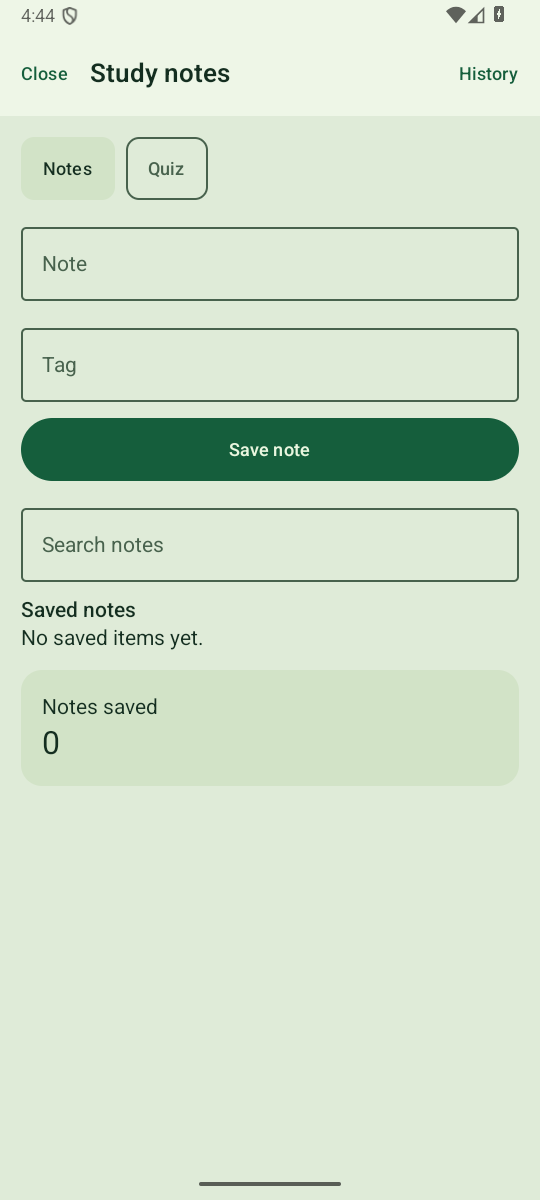 4:44
Close Study notes History
Notes Quiz
Note
Tag
Save note
Search notes
Saved notes
No saved items yet.
Notes saved
0